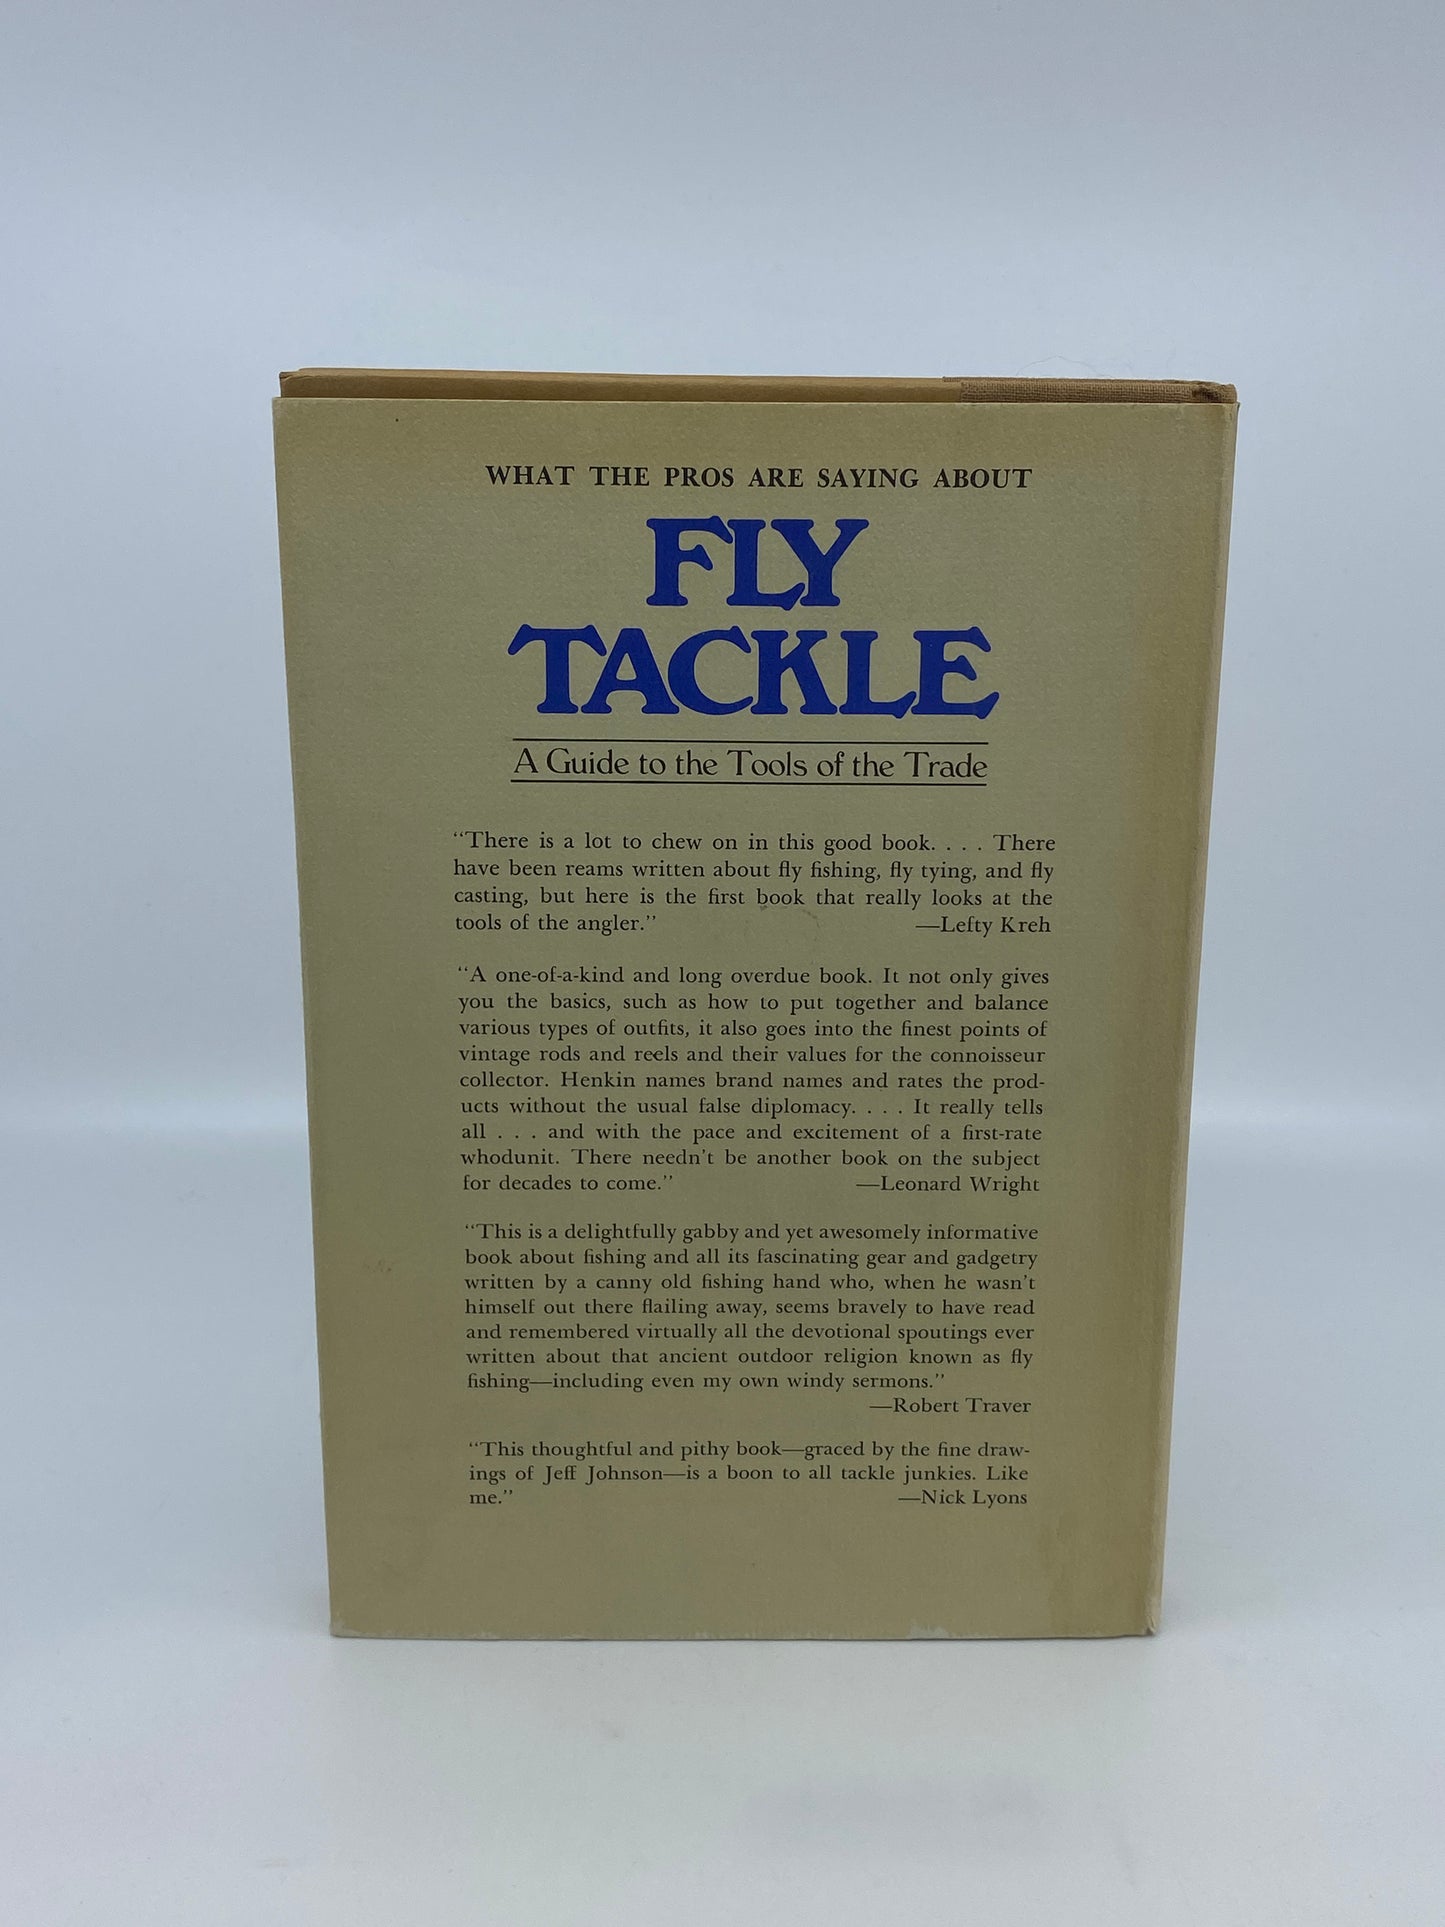 WHAT THE PROS ARE SAYING ABOUT
FLY
TACKLE
A Guide to the Tools of the Trade
“There is a lot to chew on in this good book. . . . There
have been reams written about fly fishing, fly tying, and fly
casting, but here is the first book that really looks at the
tools of the angler.” —Lefty Kreh
“A one-of-a-kind and long overdue book. It not only gives
you the basics, such as how to put together and balance
various types of outfits, it also goes into the finest points of
vintage rods and reels and their values for the connoisseur
collector. Henkin names brand names and rates the prod-
ucts without the usual false diplomacy. . . . It really tells
all . . . and with the pace and excitement of a first-rate
whodunit. There needn't be another book on the subject
for decades to come.” —Leonard Wright
“This is a delightfully gabby and yet awesomely informative
book about fishing and all its fascinating gear and gadgetry
written by a canny old fishing hand who, when he wasn't
himself out there flailing away, seems bravely to have read
and remembered virtually all the devotional spoutings ever
written about that ancient outdoor religion known as fly
fishing—including even my own windy sermons.”
—Robert Traver
“This thoughtful and pithy book—graced by the fine draw-
ings of Jeff Johnson—is a boon to all tackle junkies. Like
me.” —Nick Lyons